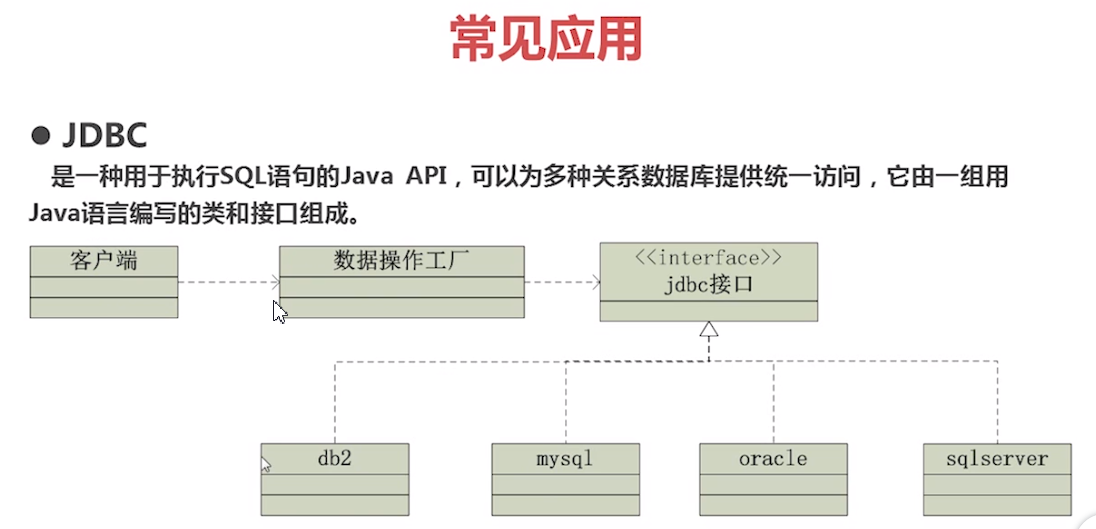 常见应用
● JDBC
是一种用于执行SQL语句的Java API，可以为多种关系数据库提供统一访问，它由一组用
Java语言编写的类和接口组成。
客户端
数据操作工厂
<<interface>>
jdbc接口
db2
mysql
oracle
sqlserver